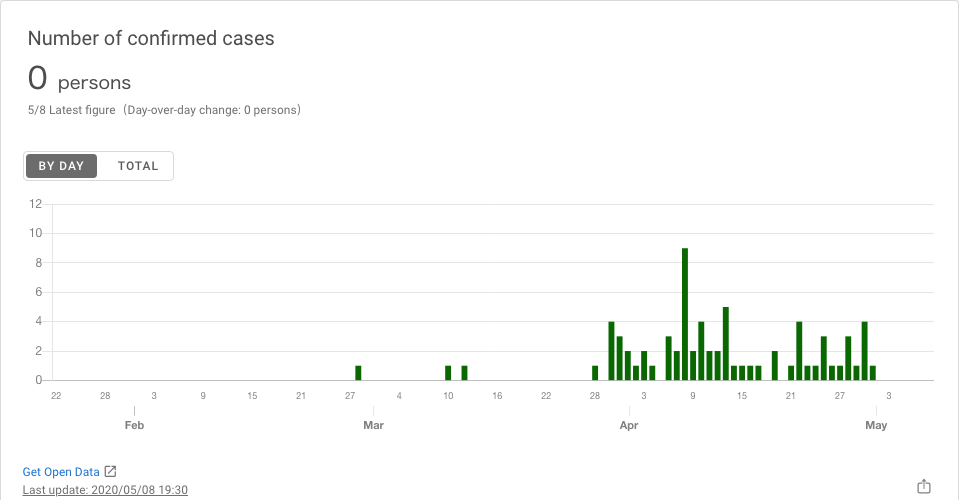 Number of confirmed cases
0 persons
5/8 Latest figure（Day-over-day change: 0 persons）
BY DAY TOTAL
12
10
8
6
4
2
0
22 28 3 9 15 21 27 4 10 16 22 28 3 9 15 21 27 3
Feb Mar Apr May
Get Open Data
Last update: 2020/05/08 19:30